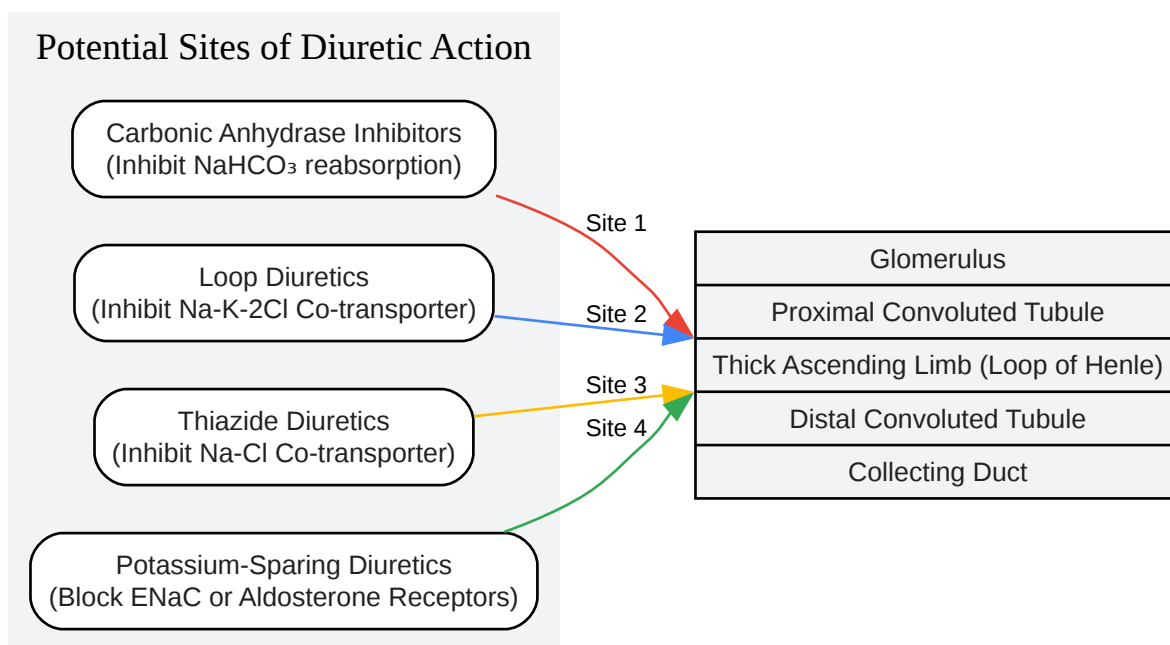 Potential Sites of Diuretic Action
Carbonic Anhydrase Inhibitors
(Inhibit NaHCO₃ reabsorption)
Loop Diuretics
(Inhibit Na-K-2Cl Co-transporter)
Thiazide Diuretics
(Inhibit Na-Cl Co-transporter)
Potassium-Sparing Diuretics
(Block ENaC or Aldosterone Receptors)
Site 1
Site 2
Site 3
Site 4
Glomerulus
Proximal Convoluted Tubule
Thick Ascending Limb (Loop of Henle)
Distal Convoluted Tubule
Collecting Duct